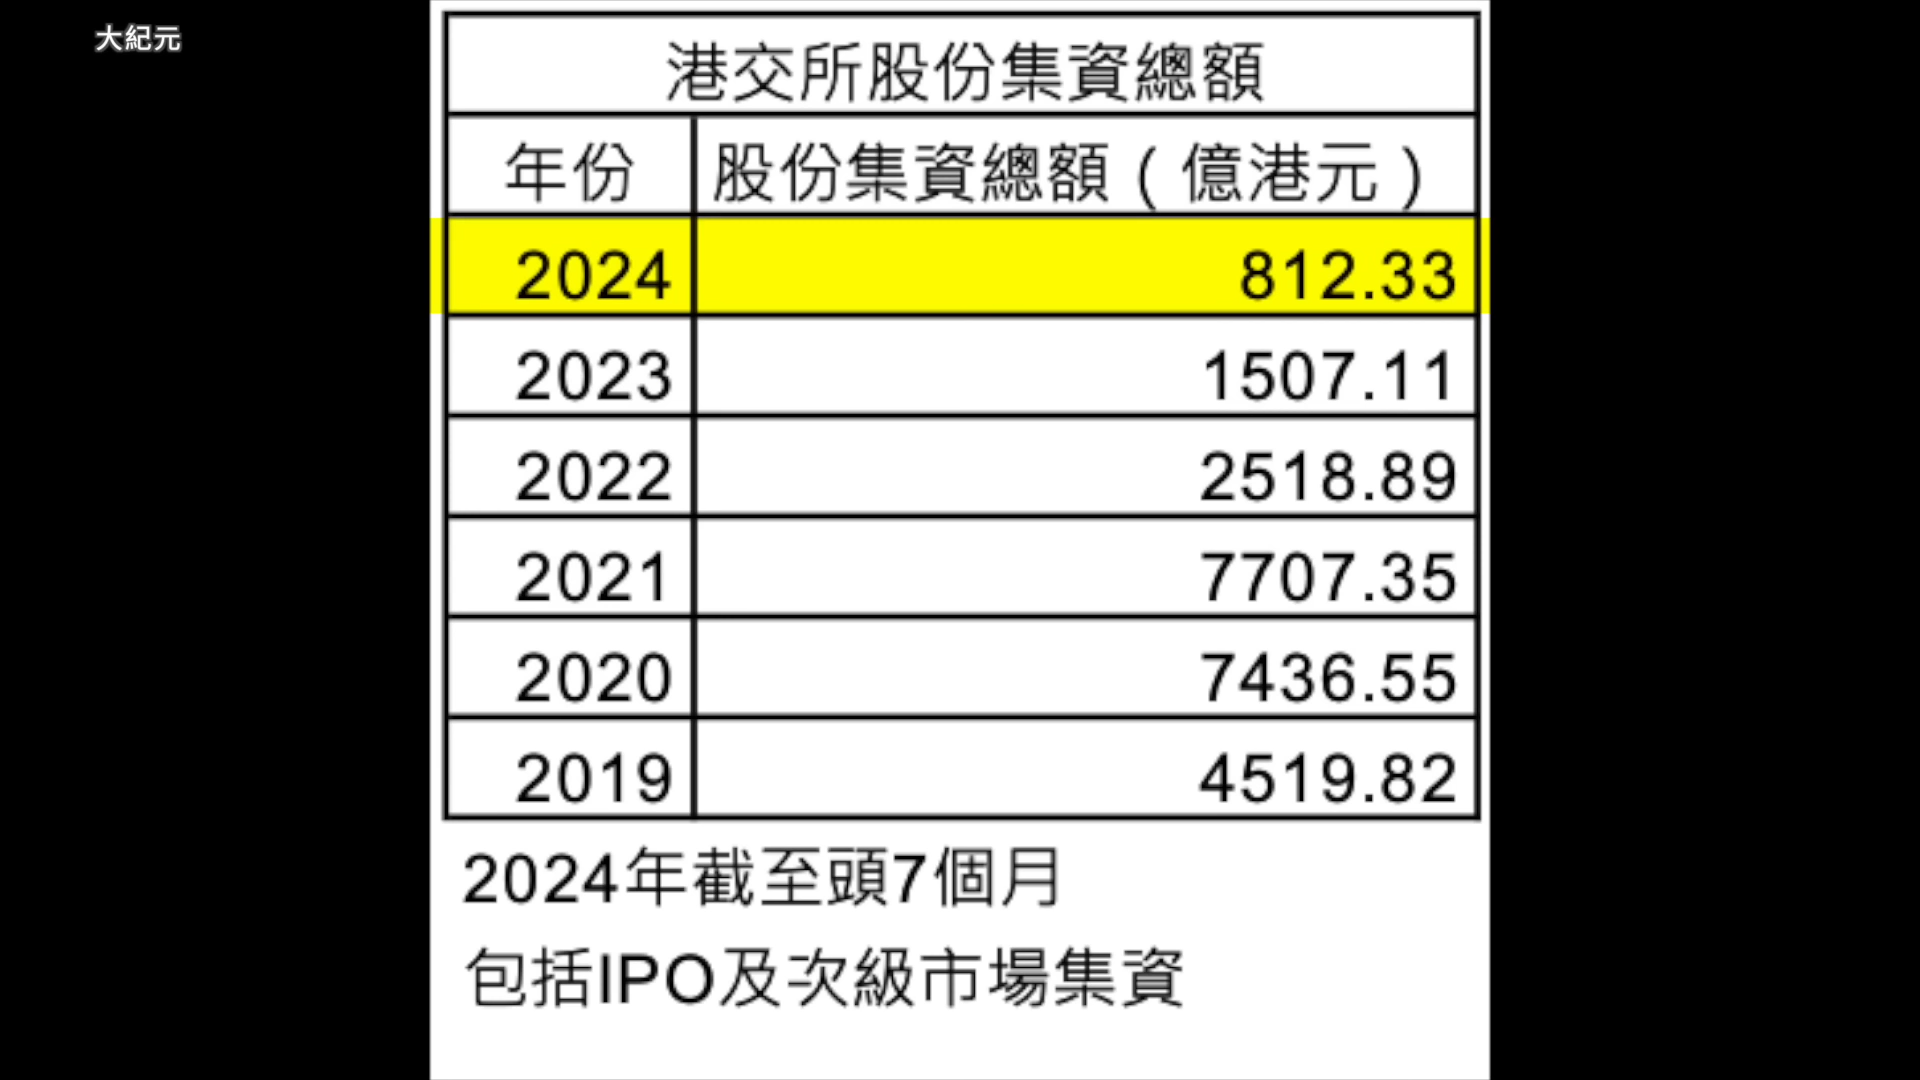 大紀元
港交所股份集資總額
年份 股份集資總額（億港元）
2024 812.33
2023 1507.11
2022 2518.89
2021 7707.35
2020 7436.55
2019 4519.82
2024年截至頭7個月
包括IPO及次級市場集資